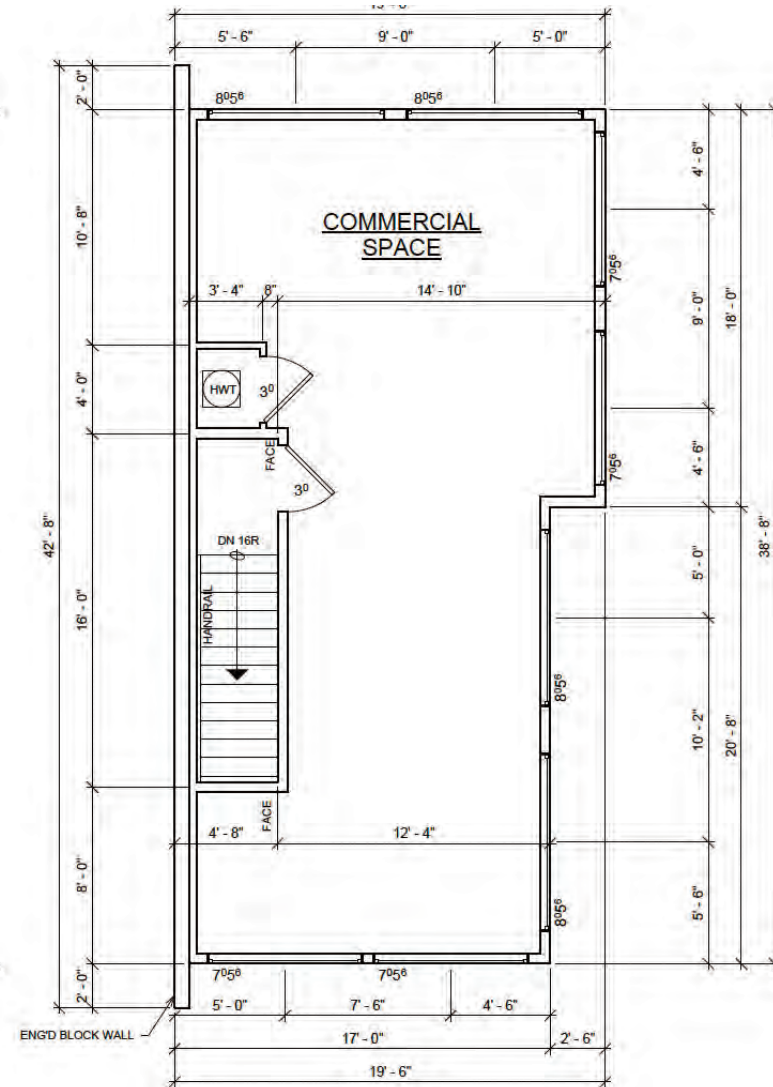 5' - 6"
9' - 0"
5' - 0"
2' - 0"
8⁰5⁶
8⁰5⁶
4' - 6"
10' - 8"
COMMERCIAL
SPACE
7⁰5⁶
3' - 4"
8"
14' - 10"
9' - 0"
18' - 0"
4' - 0"
HWT
3⁰
FACE
7⁰5⁶
4' - 6"
3⁰
42' - 8"
38' - 8"
DN 16R
5' - 0"
16' - 0"
HANDRAIL
8⁰5⁶
10' - 2"
20' - 8"
FACE
4' - 8"
12' - 4"
8' - 0"
8⁰5⁶
5' - 6"
7⁰5⁶
7⁰5⁶
2' - 0"
5' - 0"
7' - 6"
4' - 6"
ENG'D BLOCK WALL
17' - 0"
2' - 6"
19' - 6"